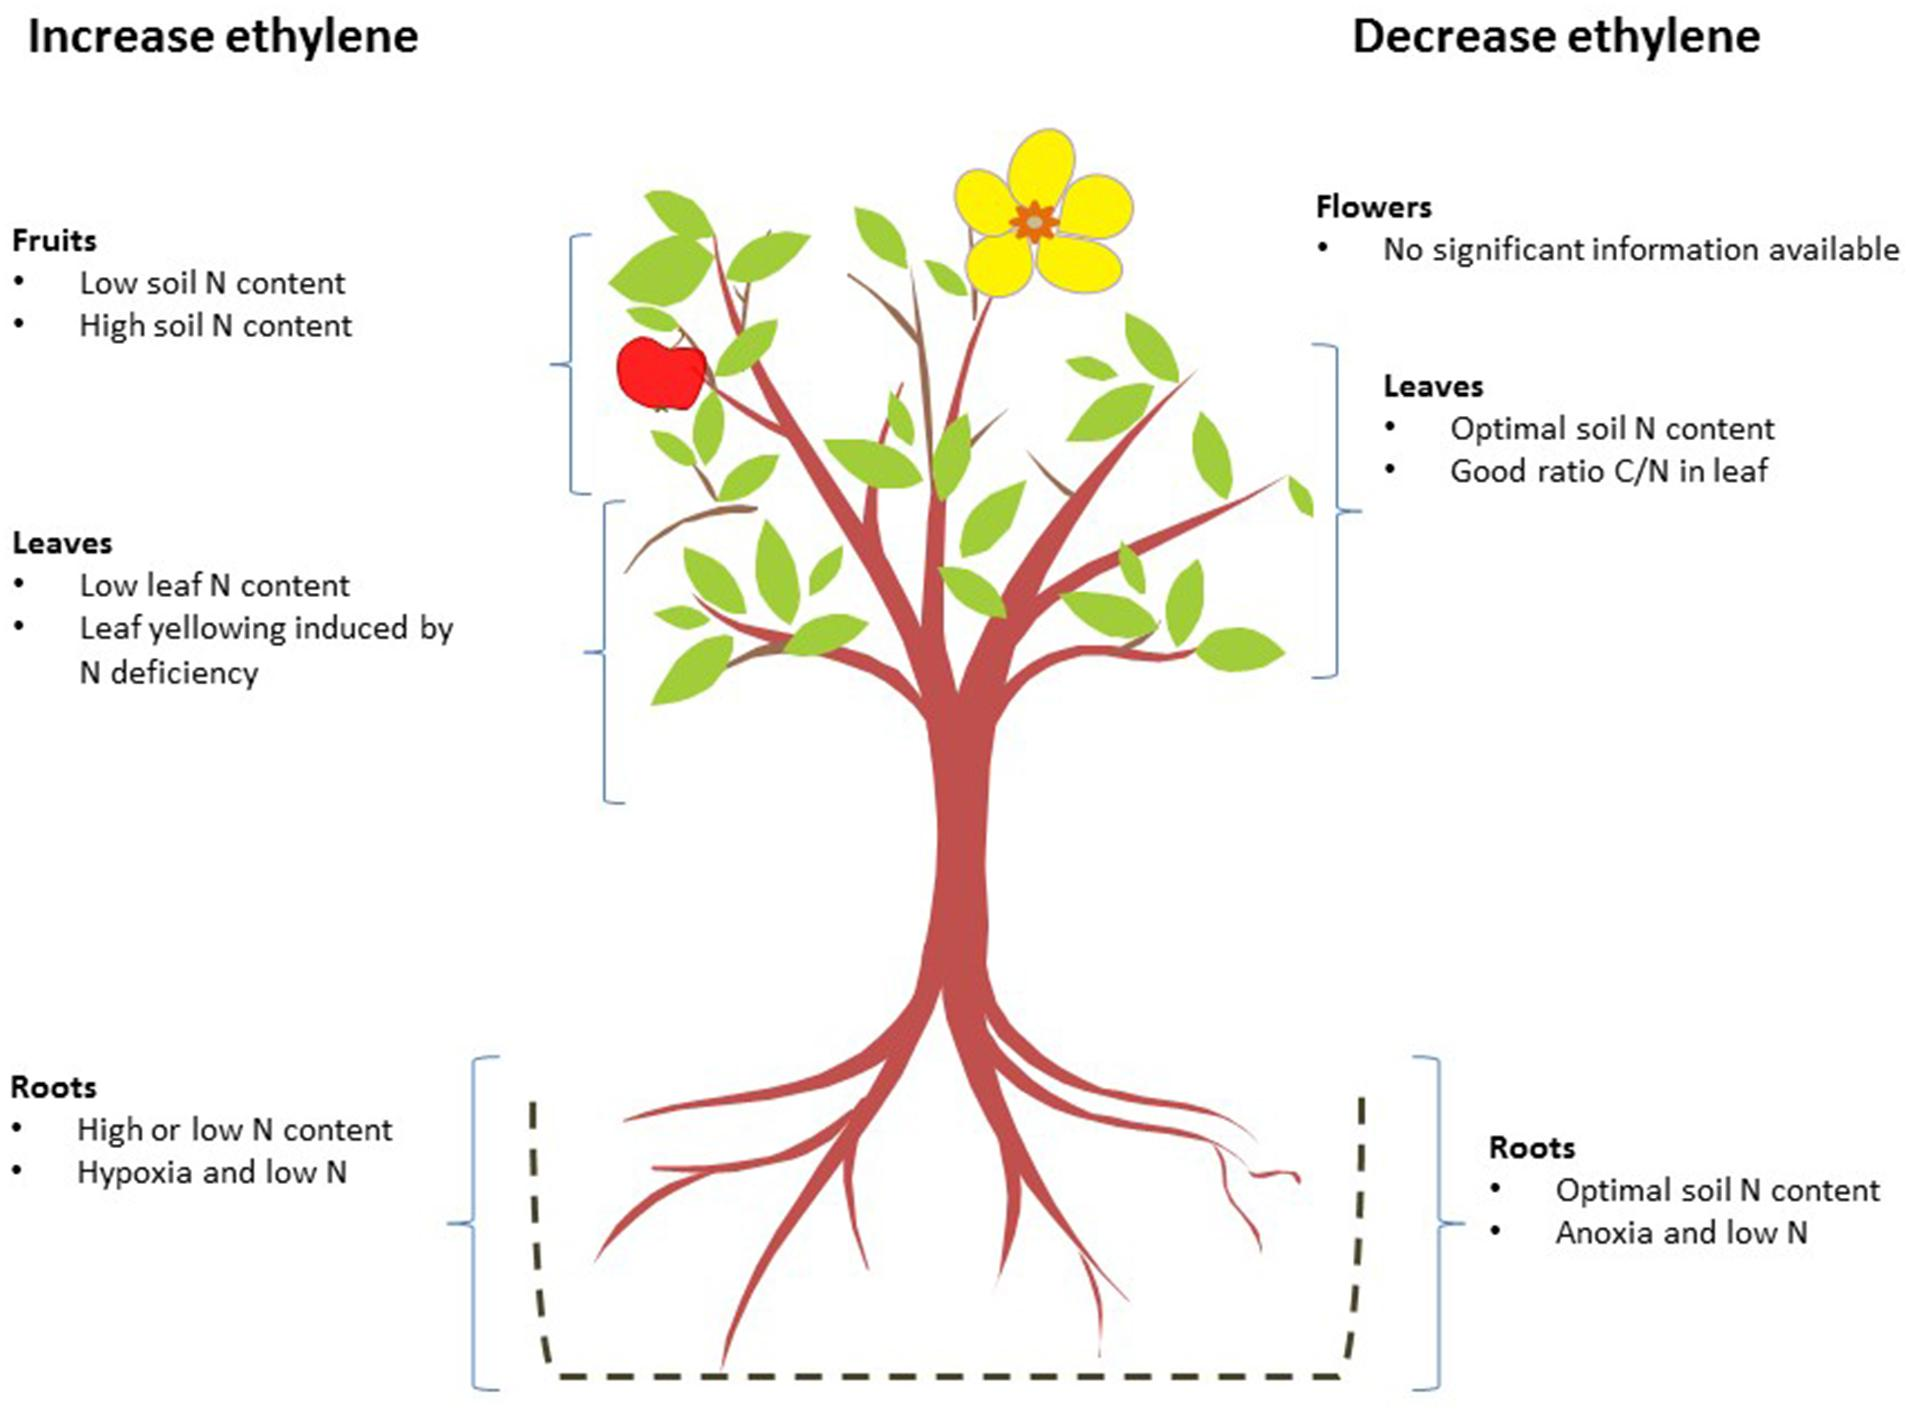 Increase ethylene
Decrease ethylene
Fruits
• Low soil N content
• High soil N content
Leaves
• Low leaf N content
• Leaf yellowing induced by
N deficiency
Roots
• High or low N content
• Hypoxia and low N
Flowers
• No significant information available
Leaves
• Optimal soil N content
• Good ratio C/N in leaf
Roots
• Optimal soil N content
• Anoxia and low N